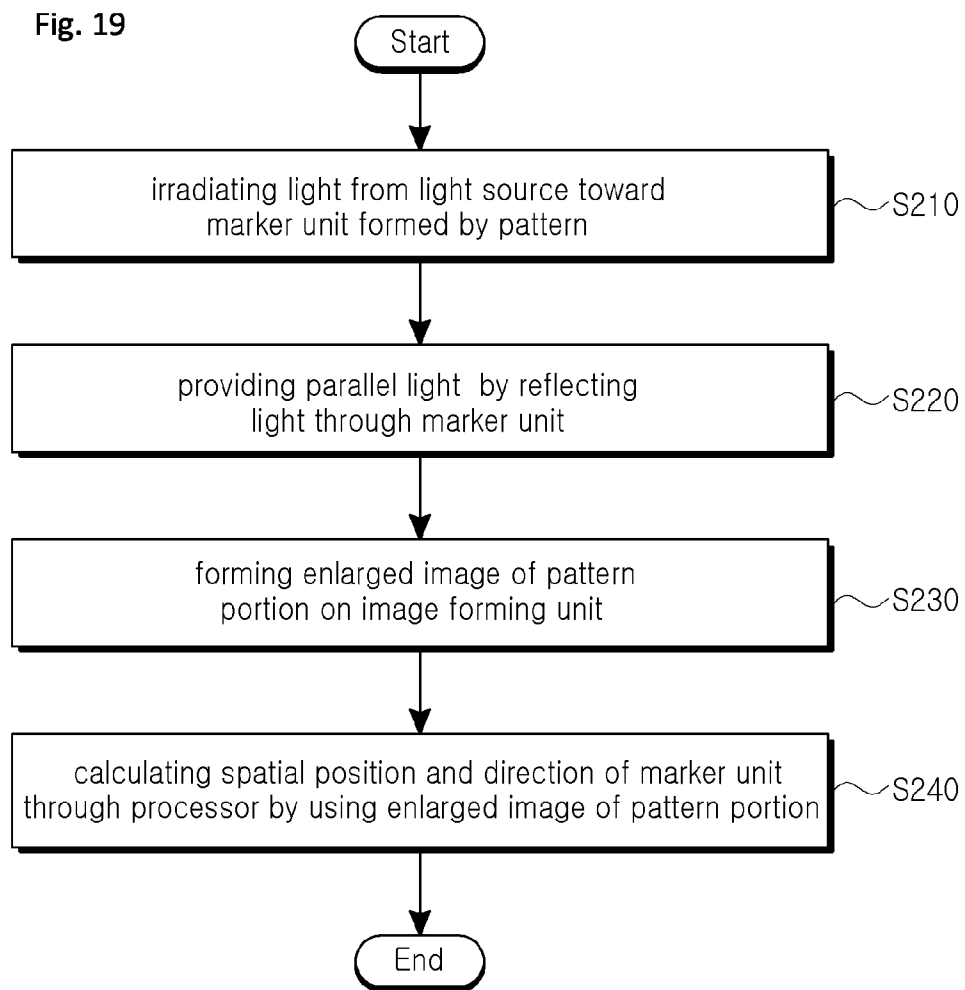 Fig. 19
Start
irradiating light from light source toward
marker unit formed by pattern
S210
providing parallel light by reflecting
light through marker unit
S220
forming enlarged image of pattern
portion on image forming unit
S230
calculating spatial position and direction of marker unit
through processor by using enlarged image of pattern portion
S240
End